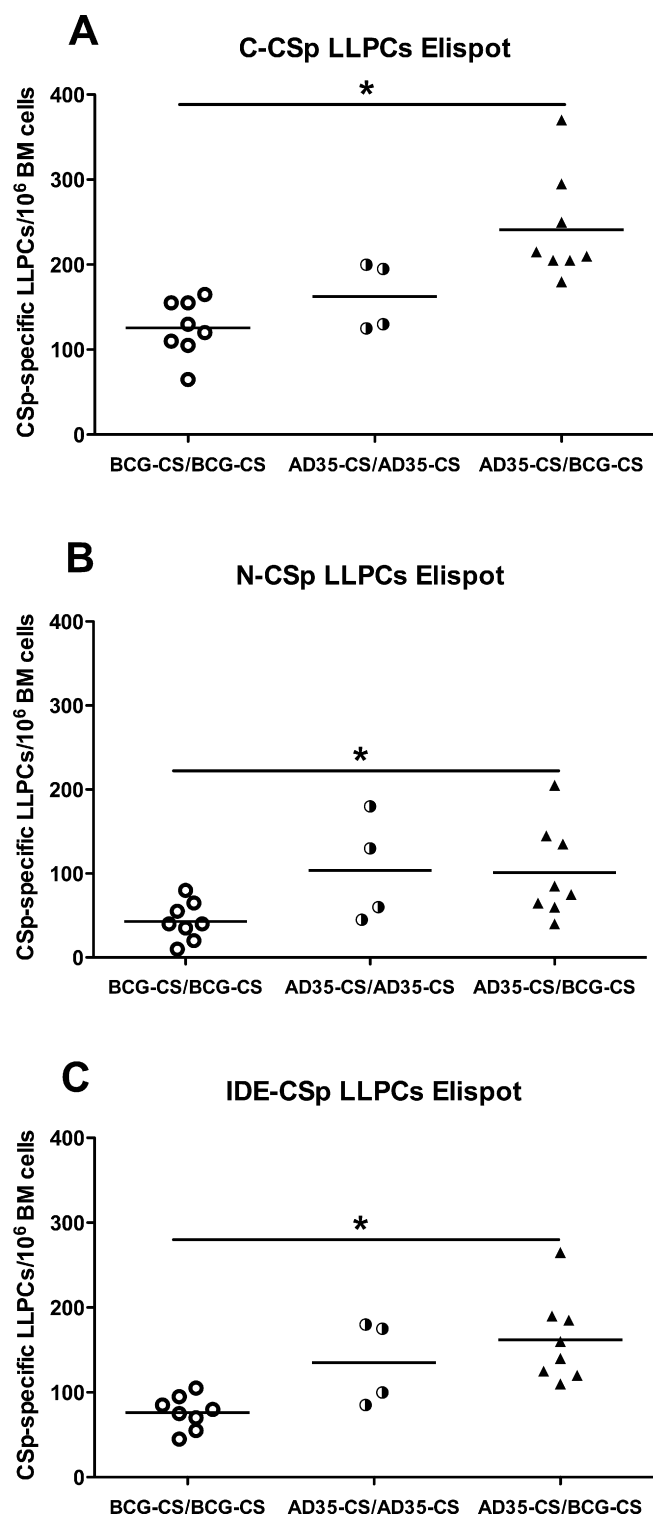 A
C-CSp LLPCs Elispot
CSp-specific LLPCs/10⁶ BM cells
400
300
200
100
0
*
BCG-CS/BCG-CS AD35-CS/AD35-CS AD35-CS/BCG-CS
B
N-CSp LLPCs Elispot
CSp-specific LLPCs/10⁶ BM cells
400
300
200
100
0
*
BCG-CS/BCG-CS AD35-CS/AD35-CS AD35-CS/BCG-CS
C
IDE-CSp LLPCs Elispot
CSp-specific LLPCs/10⁶ BM cells
400
300
200
100
0
*
BCG-CS/BCG-CS AD35-CS/AD35-CS AD35-CS/BCG-CS